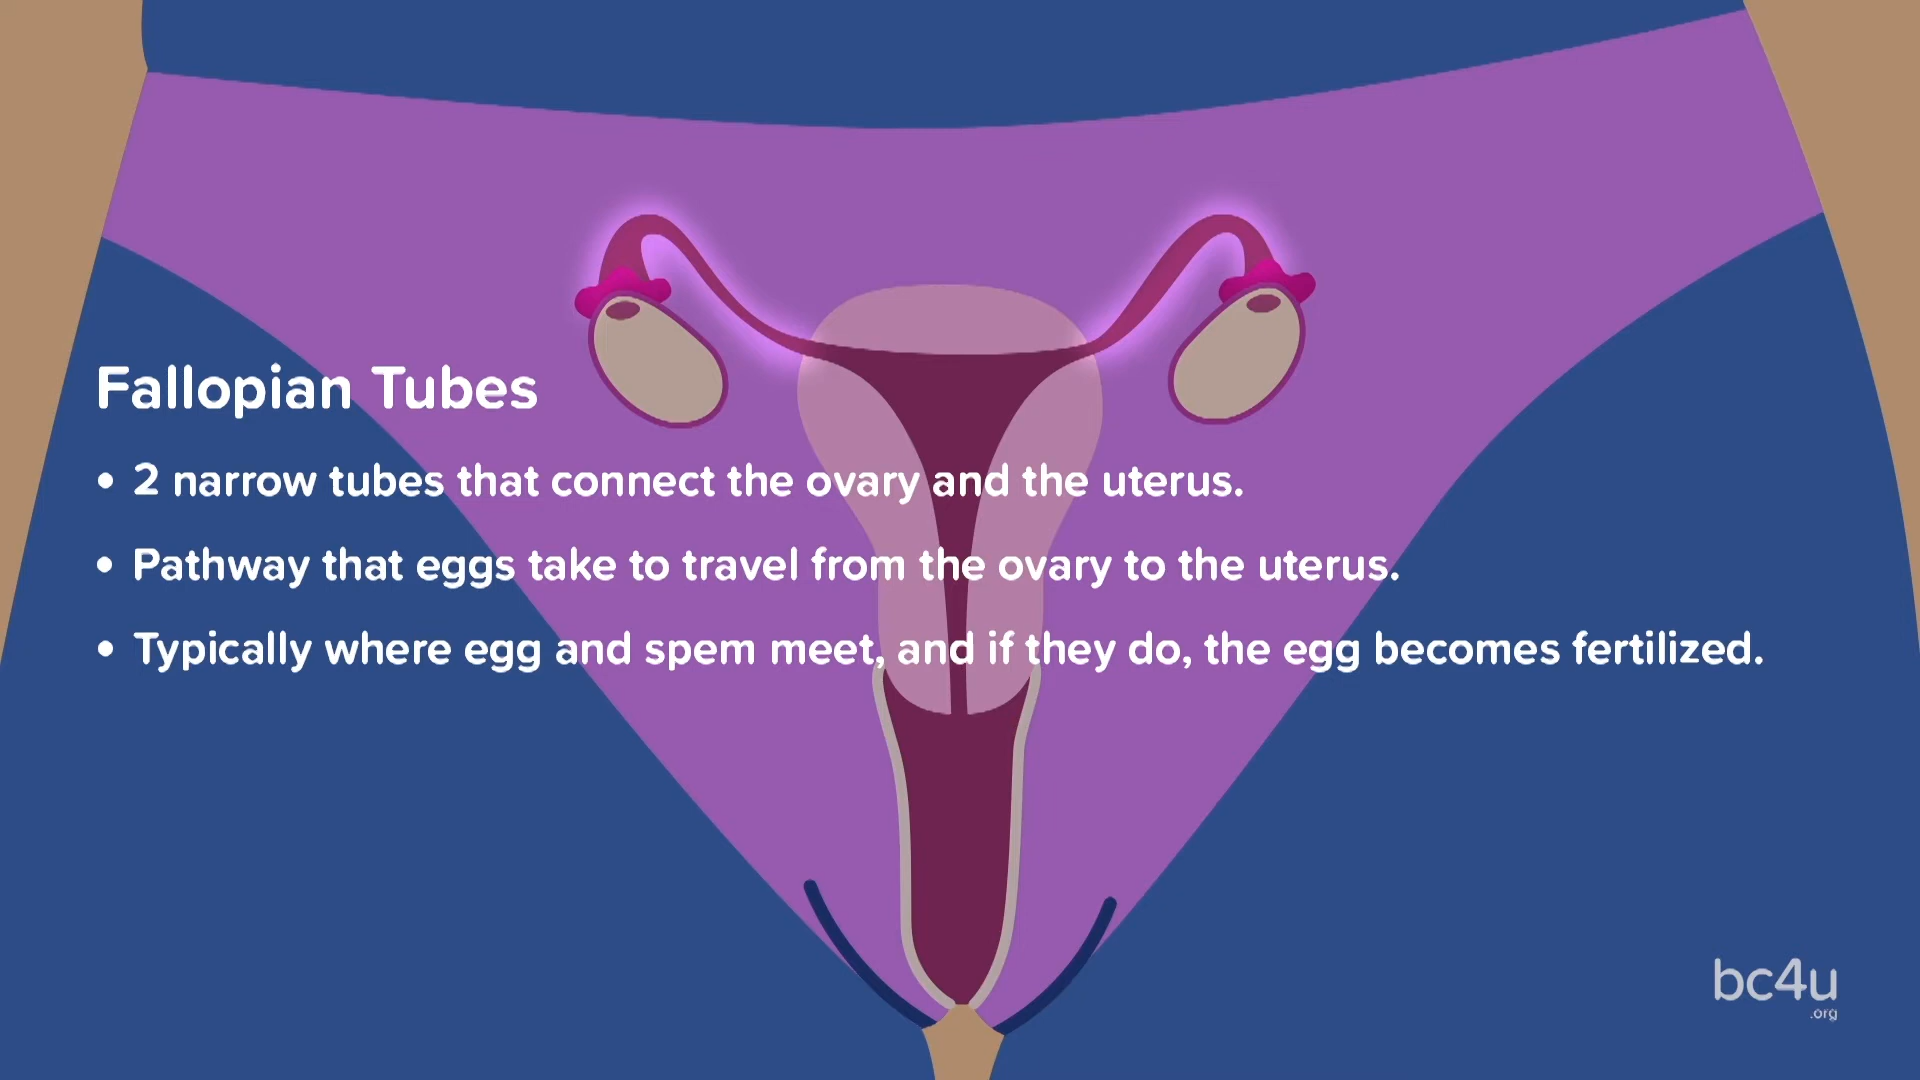 Fallopian Tubes
• 2 narrow tubes that connect the ovary and the uterus.
• Pathway that eggs take to travel from the ovary to the uterus.
• Typically where egg and spem meet, and if they do, the egg becomes fertilized.
bc4u
.org